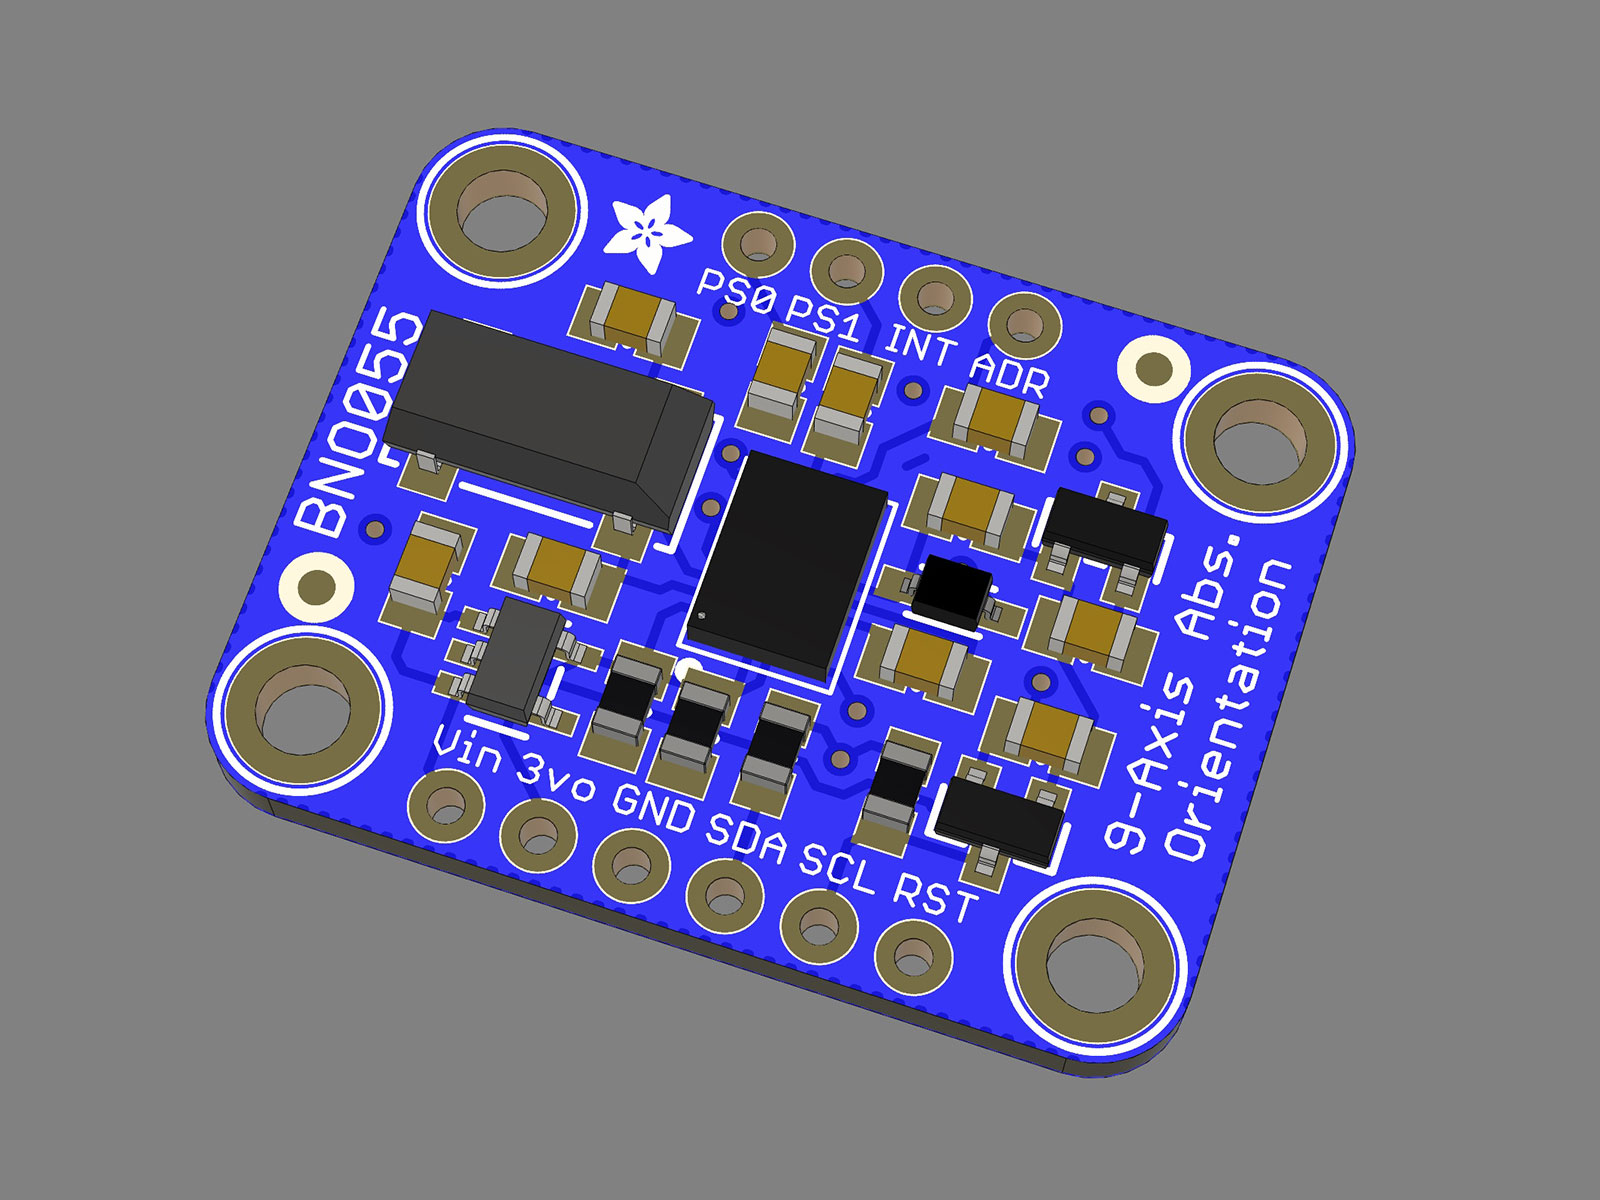 PS0 PS1 INT ADR
BNO055
9-Axis Abs.
Orientation
Vin 3vo GND SDA SCL RST